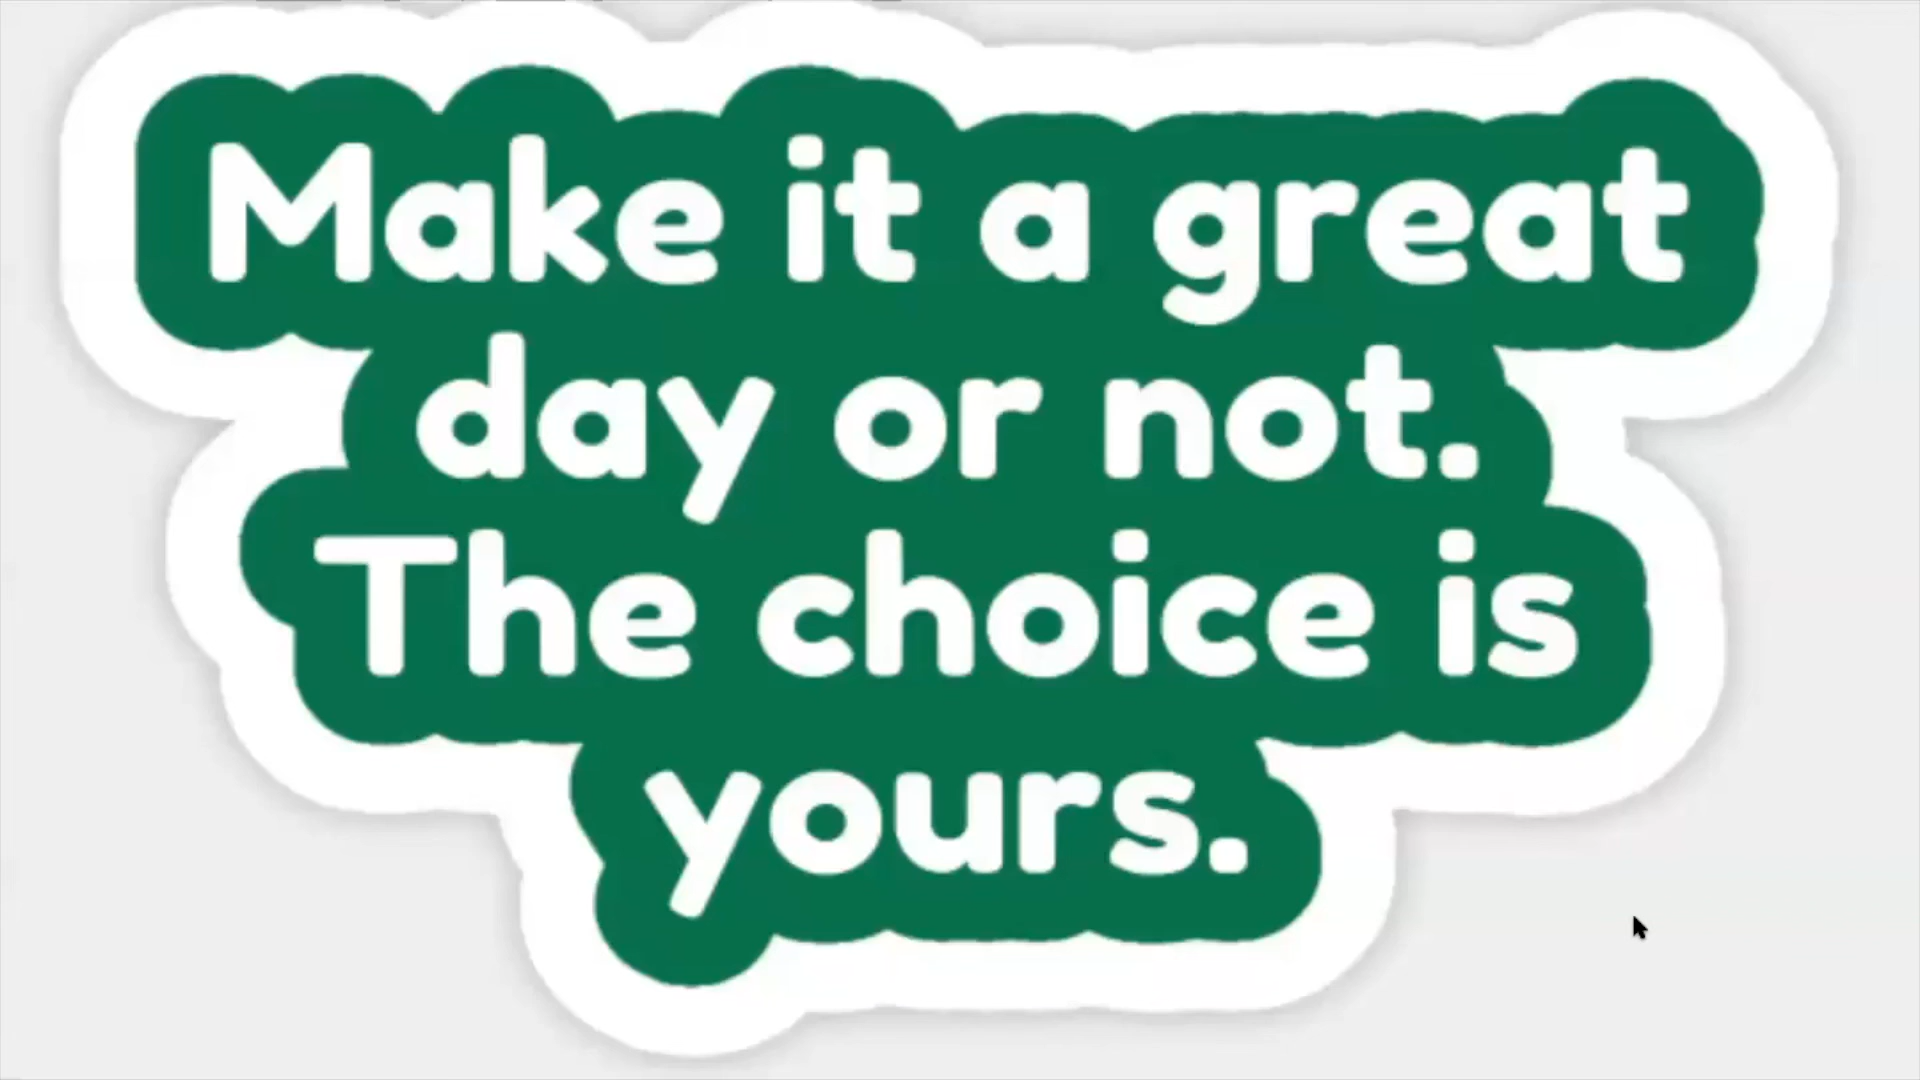 Make it a great
day or not.
The choice is
yours.